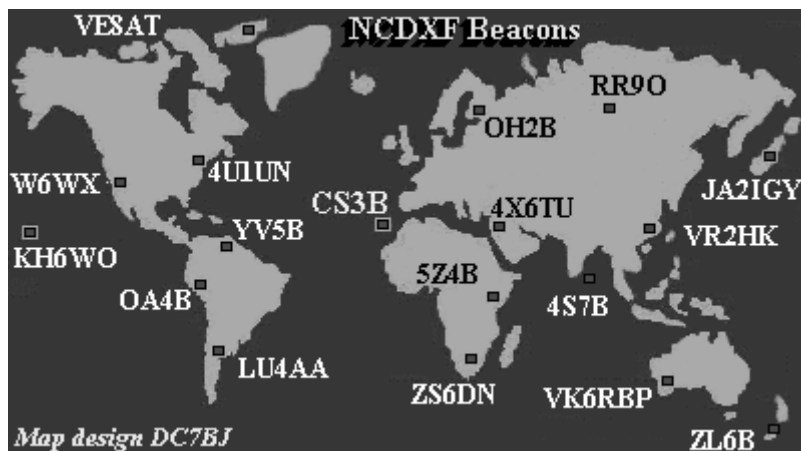 VE8AT
NCDXF Beacons
RR9O
OH2B
4U1UN
W6WX
JA2IGY
CS3B
4X6TU
YV5B
VR2HK
KH6WO
5Z4B
OA4B
4S7B
LU4AA
ZS6DN
VK6RBP
Map design DC7BJ
ZL6B